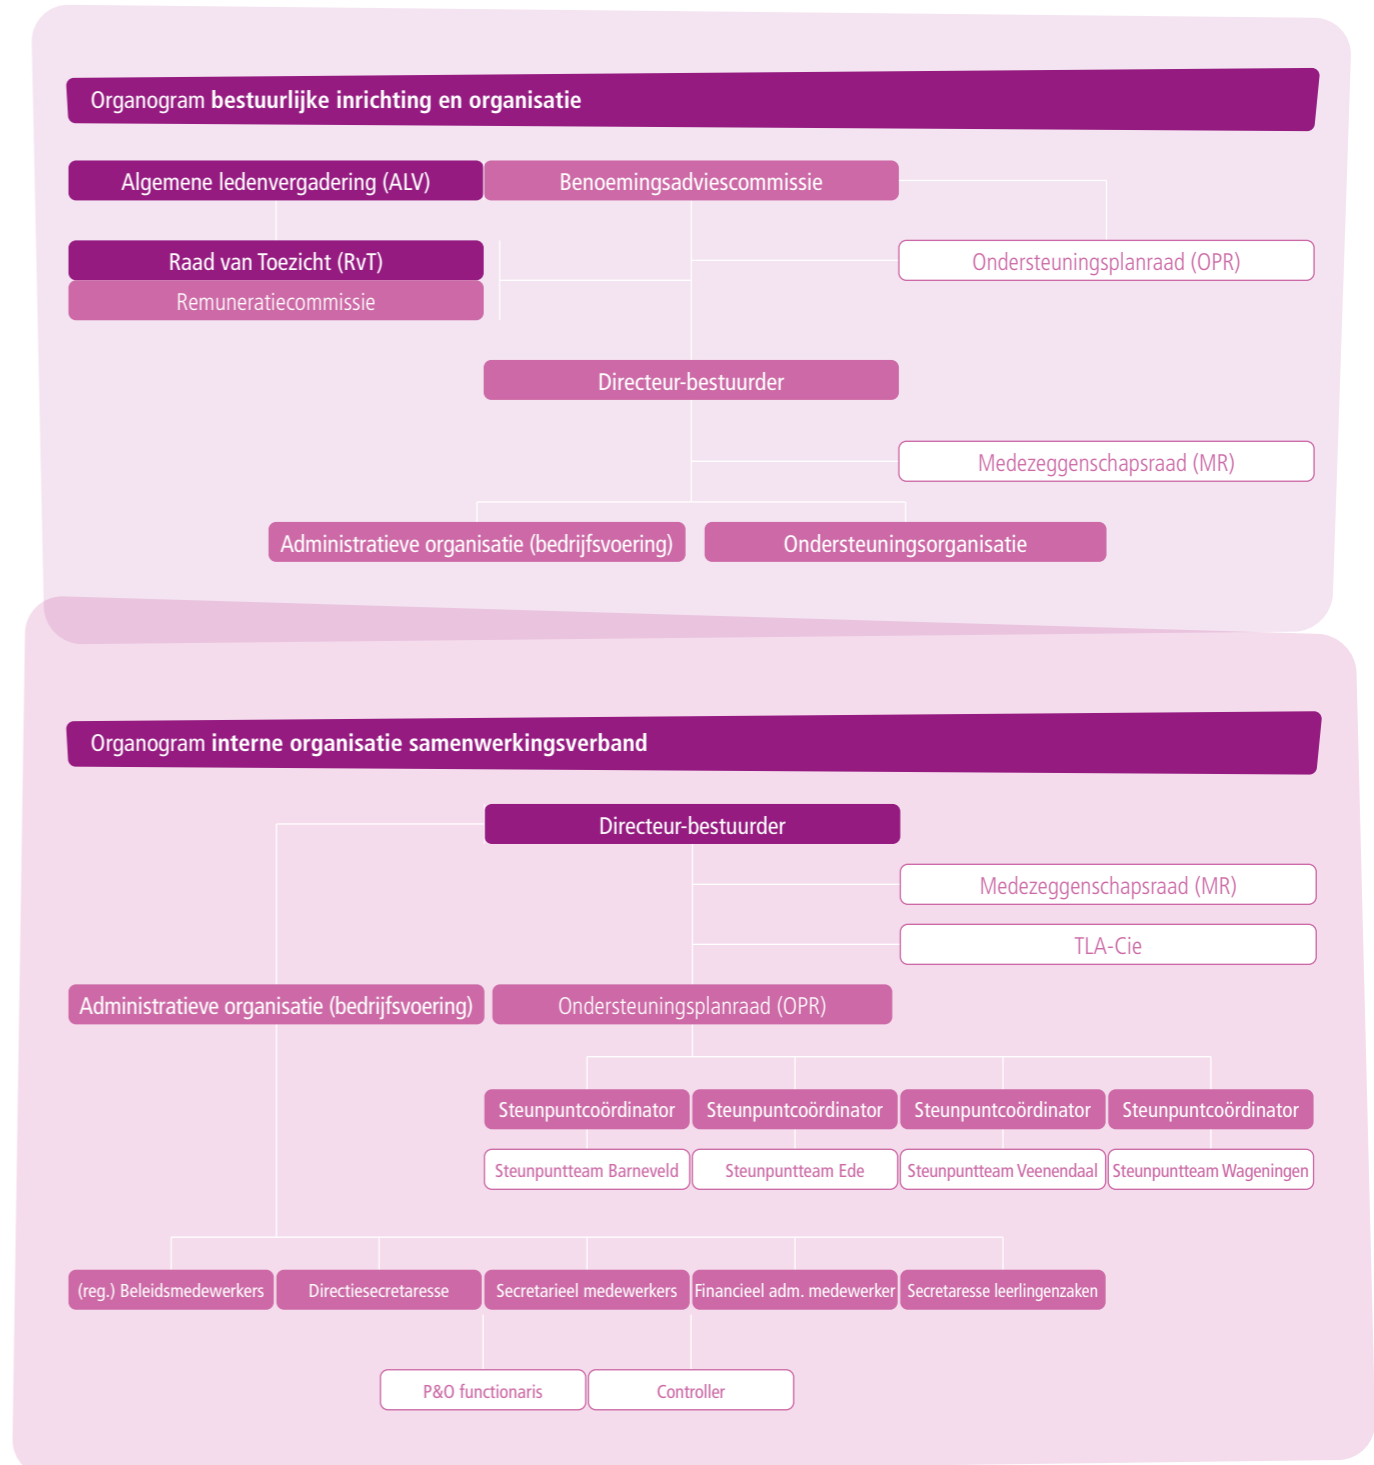 Organogram bestuurlijke inrichting en organisatie
Algemene ledenvergadering (ALV)
Benoemingsadviescommissie
Raad van Toezicht (RvT)
Ondersteuningsplanraad (OPR)
Remuneratiecommissie
Directeur-bestuurder
Medezeggenschapsraad (MR)
Administratieve organisatie (bedrijfsvoering)
Ondersteuningsorganisatie
Organogram interne organisatie samenwerkingsverband
Directeur-bestuurder
Medezeggenschapsraad (MR)
TLA-Cie
Administratieve organisatie (bedrijfsvoering)
Ondersteuningsplanraad (OPR)
Steunpuntcoördinator
Steunpuntcoördinator
Steunpuntcoördinator
Steunpuntcoördinator
Steunpuntteam Barneveld
Steunpuntteam Ede
Steunpuntteam Veenendaal
Steunpuntteam Wageningen
(reg.) Beleidsmedewerkers
Directiesecretaresse
Secretarieel medewerkers
Financieel adm. medewerker
Secretaresse leerlingenzaken
P&O functionaris
Controller